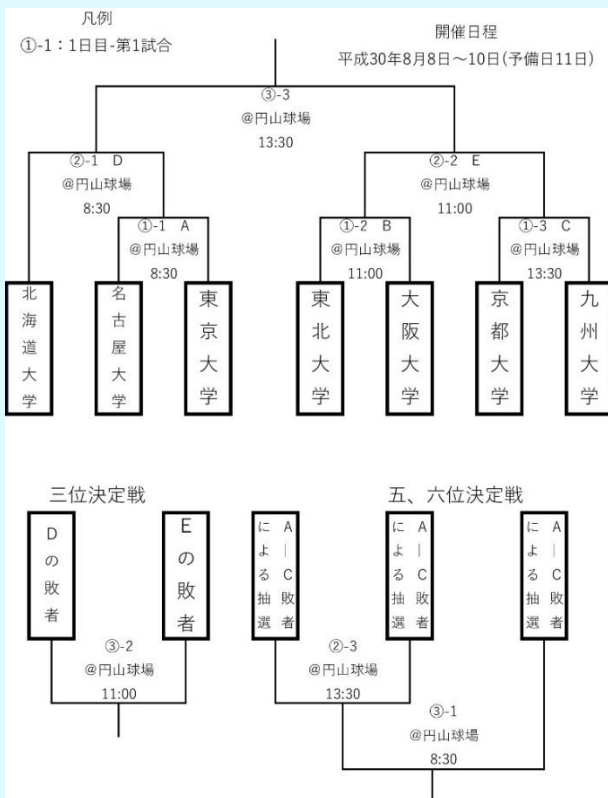 凡例
①-1：1日目-第1試合
開催日程
平成30年8月8日～10日(予備日11日)
③-3
@円山球場
13:30
②-1 D
@円山球場
8:30
②-2 E
@円山球場
11:00
①-1 A
@円山球場
8:30
①-2 B
@円山球場
11:00
①-3 C
@円山球場
13:30
北海道大学
名古屋大学
東京大学
東北大学
大阪大学
京都大学
九州大学
三位決定戦
五、六位決定戦
Dの敗者
Eの敗者
A｜C敗者
による抽選
A｜C敗者
による抽選
A｜C敗者
による抽選
③-2
@円山球場
11:00
②-3
@円山球場
13:30
③-1
@円山球場
8:30